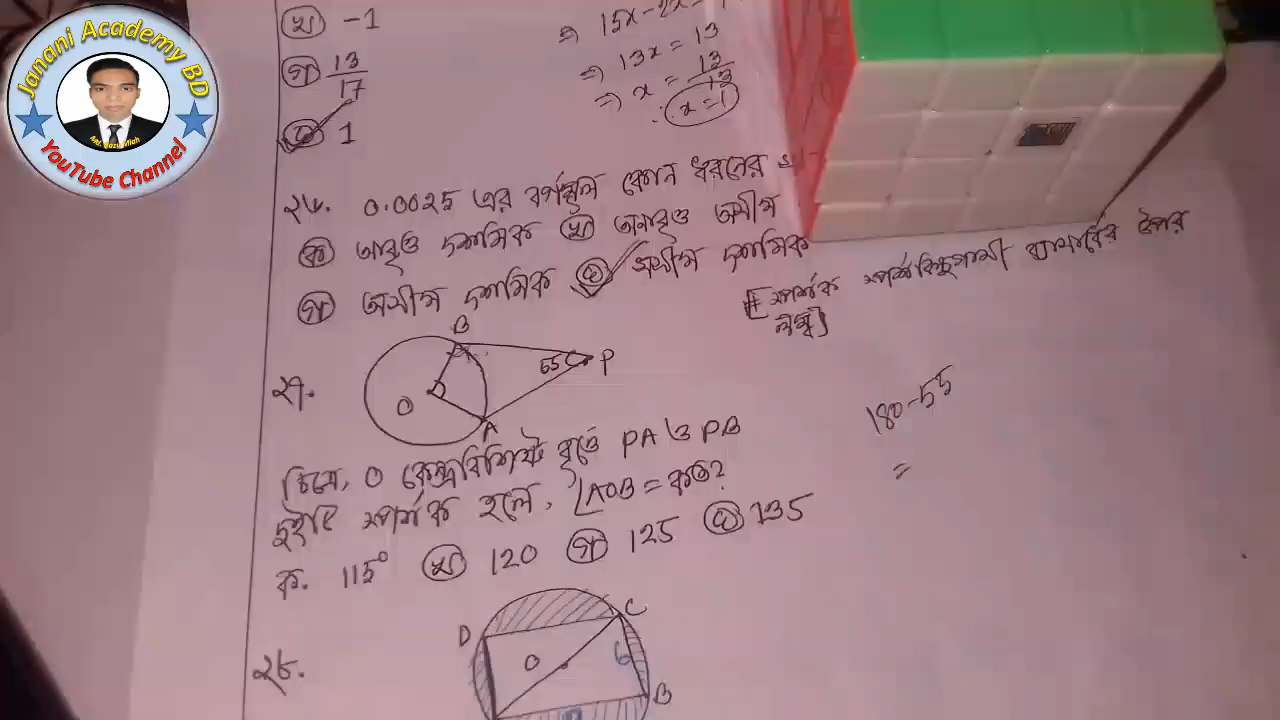 Janani Academy BD
YouTube Channel
খ -1
গ 13/17
ঘ 1
⇒ 15x-2x=
⇒ 13x = 13
⇒ x = 13/13
∴ x=1
২৬. 0.0025 এর বর্গমূল কোন ধরনের
ক আবৃত দশমিক খ অনাবৃত অসীম
গ অসীম দশমিক ঘ সসীম দশমিক
[স্পর্শক স্পর্শবিন্দুগামী ব্যাসার্ধের উপর
লম্ব]
২৭.
B
55
P
O
A
180-55
=
চিত্রে, O কেন্দ্রবিশিষ্ট বৃত্তে PA ও PB
দুইটি স্পর্শক হলে, ∠AOB = কত?
ক. 115° খ 120 গ 125 ঘ 135
২৮.
D
C
O
6
B